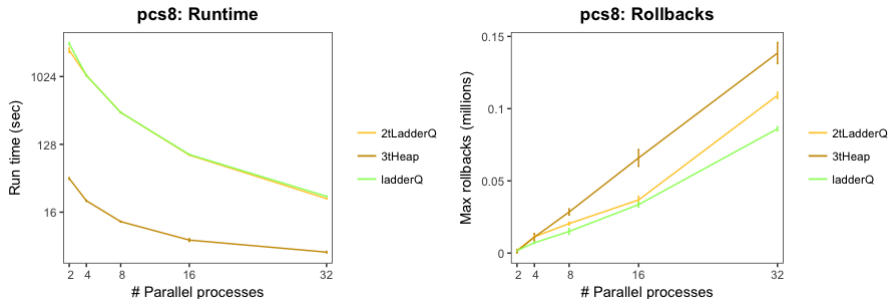 pcs8: Runtime
Run time (sec)
1024
128
16
2 4 8 16 32
# Parallel processes
2tLadderQ
3tHeap
ladderQ
pcs8: Rollbacks
Max rollbacks (millions)
0.15
0.1
0.05
0
2 4 8 16 32
# Parallel processes
2tLadderQ
3tHeap
ladderQ